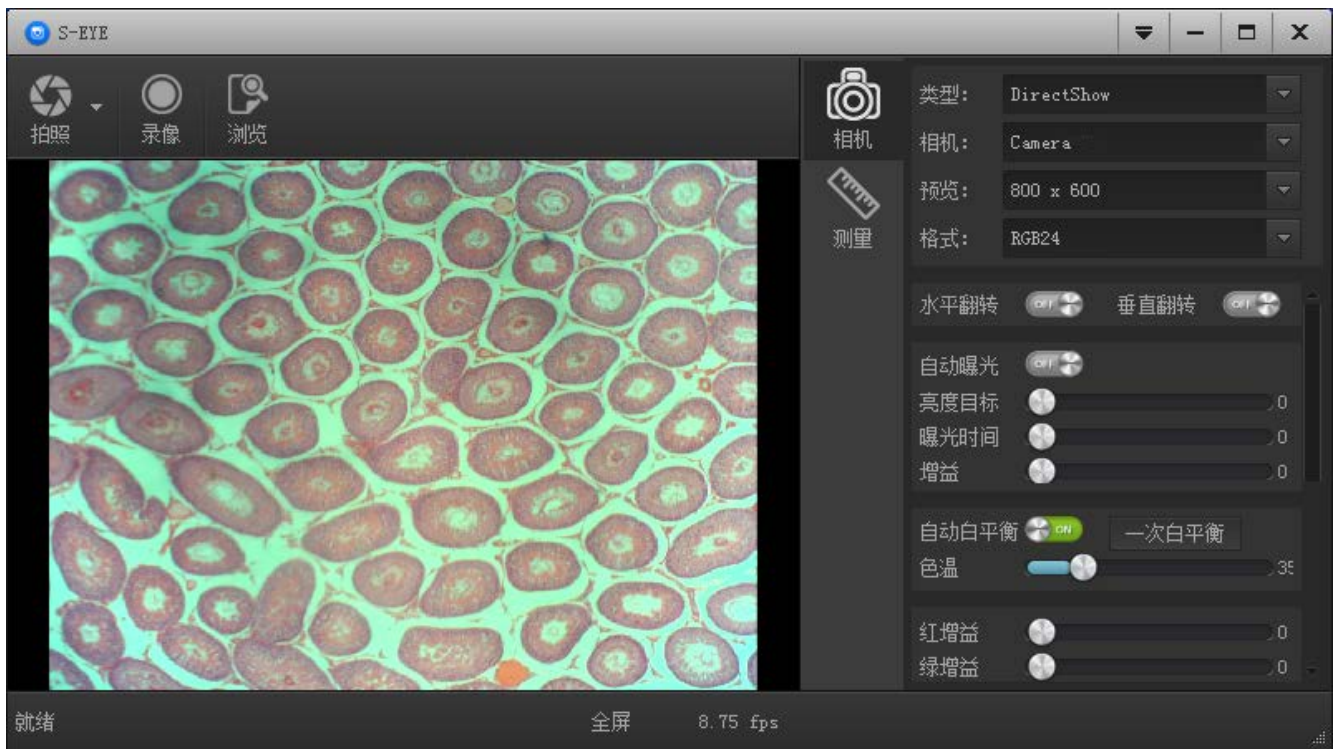 S-EYE
拍照
录像
浏览
相机
测量
类型: DirectShow
相机: Camera
预览: 800 x 600
格式: RGB24
水平翻转 OFF 垂直翻转 OFF
自动曝光 OFF
亮度目标 0
曝光时间 0
增益 0
自动白平衡 ON 一次白平衡
色温 35
红增益 0
绿增益 0
就绪 全屏 8.75 fps